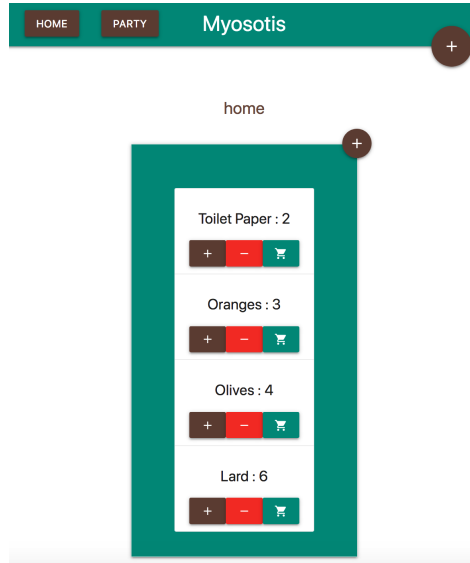 HOME PARTY Myosotis
+
home
+
Toilet Paper : 2
+ −
Oranges : 3
+ −
Olives : 4
+ −
Lard : 6
+ −